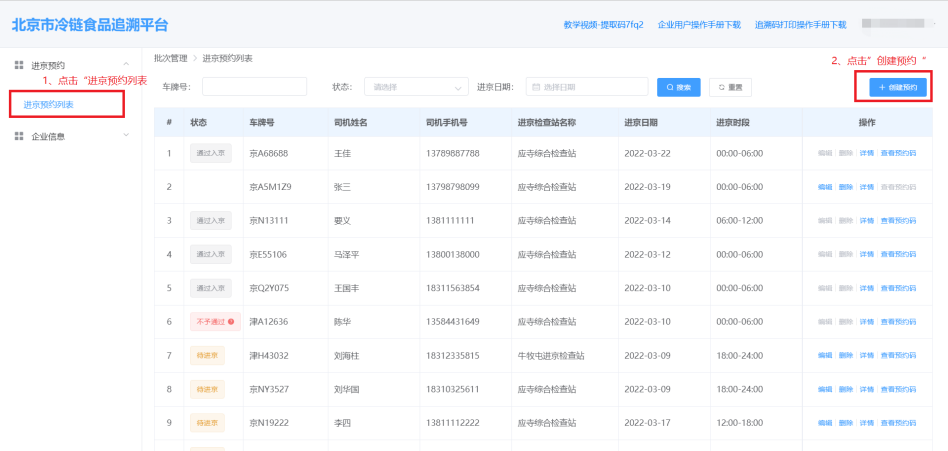 北京市冷链食品追溯平台
教学视频-提取码7fq2 企业用户操作手册下载 追溯码打印操作手册下载
进京预约
1、点击“进京预约列表
进京预约列表
企业信息
批次管理 > 进京预约列表
2、点击”创建预约“
车牌号： 状态： 请选择 进京日期： 选择日期 搜索 重置 + 创建预约
# 状态 车牌号 司机姓名 司机手机号 进京检查站名称 进京日期 进京时段 操作
1 通过入京 京A68688 王佳 13789887788 应寺综合检查站 2022-03-22 00:00-06:00 编辑 删除 详情 查看预约码
2 京A5M1Z9 张三 13798798099 应寺综合检查站 2022-03-19 00:00-06:00 编辑 删除 详情 查看预约码
3 通过入京 京N13111 要义 1381111111 应寺综合检查站 2022-03-14 06:00-12:00 编辑 删除 详情 查看预约码
4 通过入京 京E55106 马泽平 13800138000 应寺综合检查站 2022-03-12 00:00-06:00 编辑 删除 详情 查看预约码
5 通过入京 京Q2Y075 王国丰 18311563854 应寺综合检查站 2022-03-10 00:00-06:00 编辑 删除 详情 查看预约码
6 不予通过 津A12636 陈华 13584431649 应寺综合检查站 2022-03-10 00:00-06:00 编辑 删除 详情 查看预约码
7 待进京 津H43032 刘海柱 18312335815 牛牧屯进京检查站 2022-03-09 18:00-24:00 编辑 删除 详情 查看预约码
8 待进京 京NY3527 刘华国 18310325611 应寺综合检查站 2022-03-09 18:00-24:00 编辑 删除 详情 查看预约码
9 待进京 京N19222 李四 13811112222 应寺综合检查站 2022-03-17 12:00-18:00 编辑 删除 详情 查看预约码